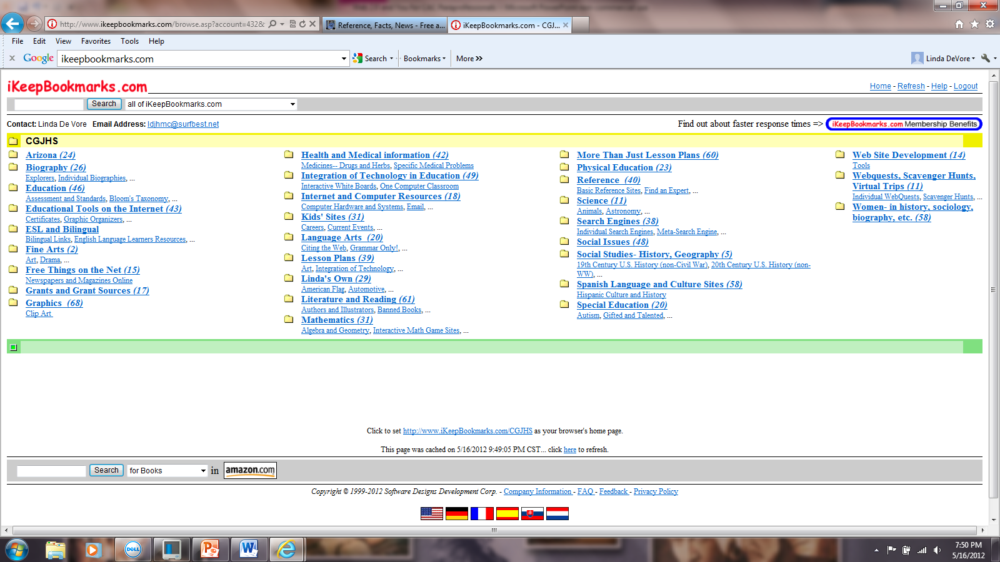 http://www.ikeepbookmarks.com/browse.asp?account=432&
Reference, Facts, News - Free a...
iKeepBookmarks.com - CGJ...
File Edit View Favorites Tools Help
x Google ikeepbookmarks.com Search Bookmarks More >> Linda DeVore
iKeepBookmarks.com
Home - Refresh - Help - Logout
Search all of iKeepBookmarks.com
Contact: Linda De Vore Email Address: ldjhmc@surfbest.net
Find out about faster response times => iKeepBookmarks.com Membership Benefits
CGJHS
Arizona (24)
Biography (26)
Explorers, Individual Biographies, ...
Education (46)
Assessment and Standards, Bloom's Taxonomy, ...
Educational Tools on the Internet (43)
Certificates, Graphic Organizers, ...
ESL and Bilingual
Bilingual Links, English Language Learners Resources, ...
Fine Arts (2)
Art, Drama, ...
Free Things on the Net (15)
Newspapers and Magazines Online
Grants and Grant Sources (17)
Graphics (68)
Clip Art
Health and Medical information (42)
Medicines-- Drugs and Herbs, Specific Medical Problems
Integration of Technology in Education (49)
Interactive White Boards, One Computer Classroom
Internet and Computer Resources (18)
Computer Hardware and Systems, Email, ...
Kids' Sites (31)
Careers, Current Events, ...
Language Arts (20)
Citing the Web, Grammar Only!, ...
Lesson Plans (39)
Art, Integration of Technology, ...
Linda's Own (29)
American Flag, Automotive, ...
Literature and Reading (61)
Authors and Illustrators, Banned Books, ...
Mathematics (31)
Algebra and Geometry, Interactive Math Game Sites, ...
More Than Just Lesson Plans (60)
Physical Education (23)
Reference (40)
Basic Reference Sites, Find an Expert, ...
Science (11)
Animals, Astronomy, ...
Search Engines (38)
Individual Search Engines, Meta-Search Engine, ...
Social Issues (48)
Social Studies- History, Geography (5)
19th Century U.S. History (non-Civil War), 20th Century U.S. History (non-
WW), ...
Spanish Language and Culture Sites (58)
Hispanic Culture and History
Special Education (20)
Autism, Gifted and Talented, ...
Web Site Development (14)
Tools
Webquests, Scavenger Hunts,
Virtual Trips (11)
Individual WebQuests, Scavenger Hunts, ...
Women- in history, sociology,
biography, etc. (58)
Click to set http://www.iKeepBookmarks.com/CGJHS as your browser's home page.
This page was cached on 5/16/2012 9:49:05 PM CST... click here to refresh.
Search for Books in amazon.com
Copyright © 1999-2012 Software Designs Development Corp. - Company Information - FAQ - Feedback - Privacy Policy
DELL
7:50 PM
5/16/2012